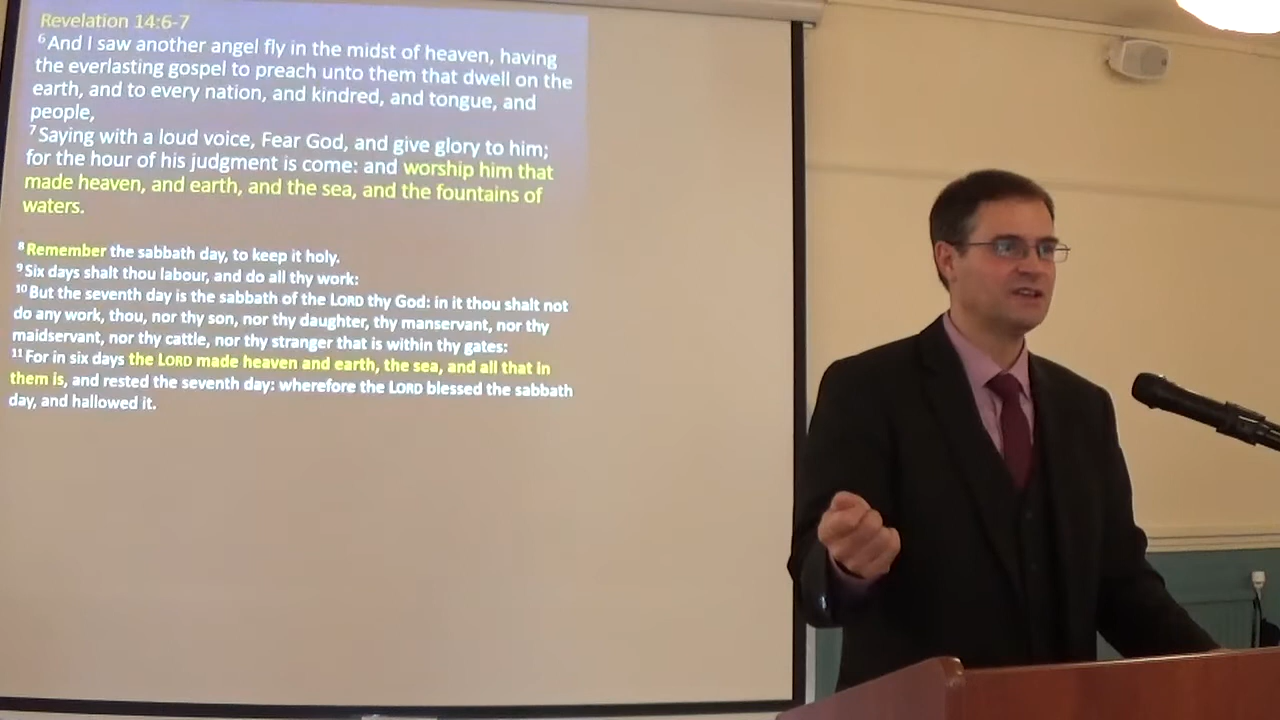 Revelation 14:6-7
6 And I saw another angel fly in the midst of heaven, having
the everlasting gospel to preach unto them that dwell on the
earth, and to every nation, and kindred, and tongue, and
people,
7 Saying with a loud voice, Fear God, and give glory to him;
for the hour of his judgment is come: and worship him that
made heaven, and earth, and the sea, and the fountains of
waters.
8 Remember the sabbath day, to keep it holy.
9 Six days shalt thou labour, and do all thy work:
10 But the seventh day is the sabbath of the LORD thy God: in it thou shalt not
do any work, thou, nor thy son, nor thy daughter, thy manservant, nor thy
maidservant, nor thy cattle, nor thy stranger that is within thy gates:
11 For in six days the LORD made heaven and earth, the sea, and all that in
them is, and rested the seventh day: wherefore the LORD blessed the sabbath
day, and hallowed it.